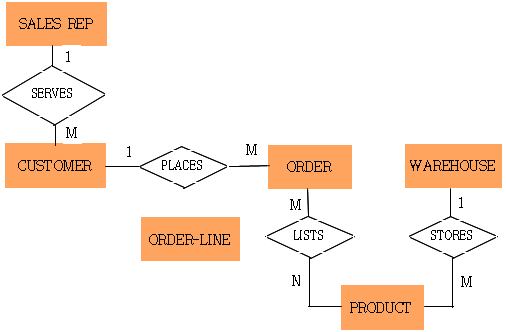 SALES REP
1
SERVES
M
CUSTOMER
1
PLACES
M
ORDER
WAREHOUSE
M
1
ORDER-LINE
LISTS
STORES
N
M
PRODUCT